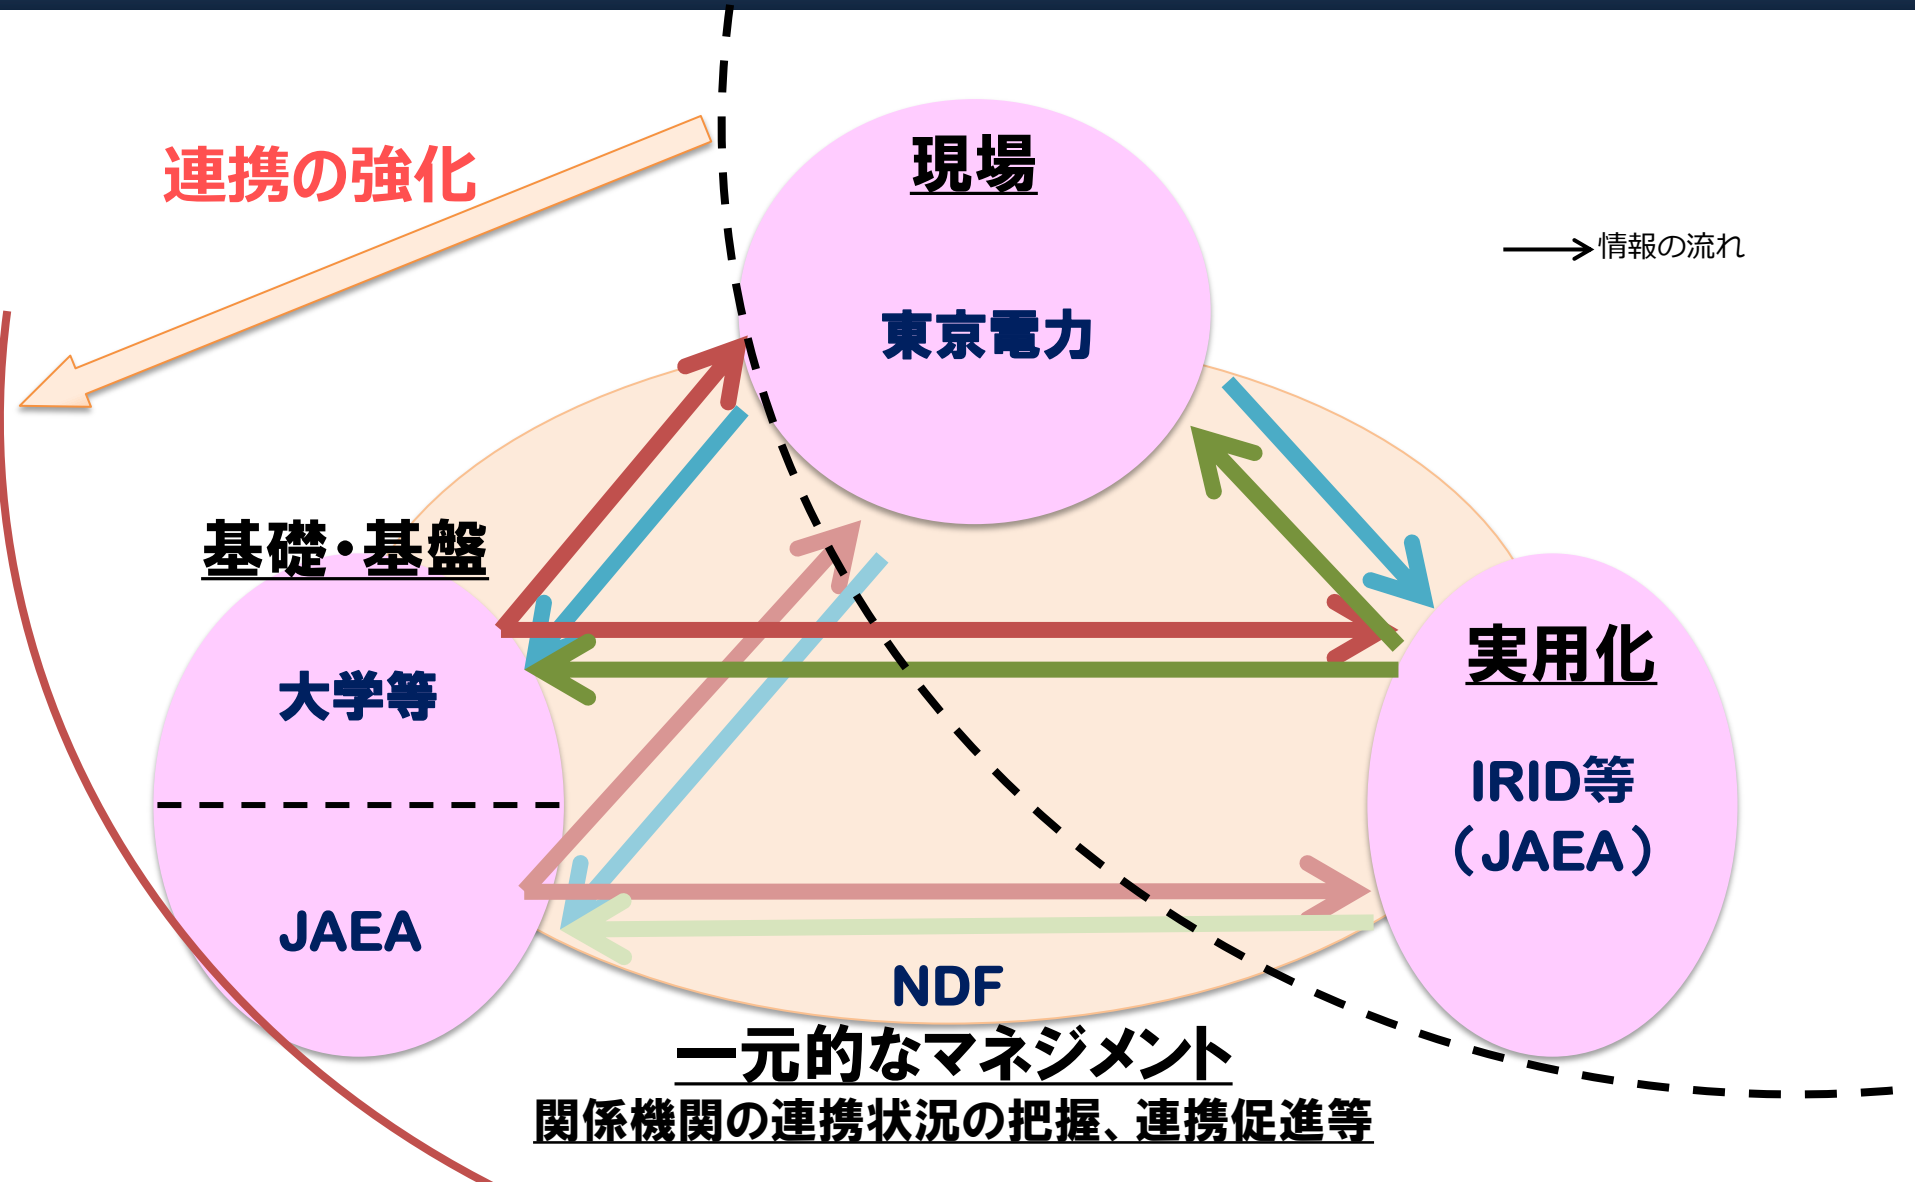 連携の強化
現場
情報の流れ
東京電力
基礎・基盤
大学等
JAEA
実用化
IRID等
（JAEA）
NDF
一元的なマネジメント
関係機関の連携状況の把握、連携促進等